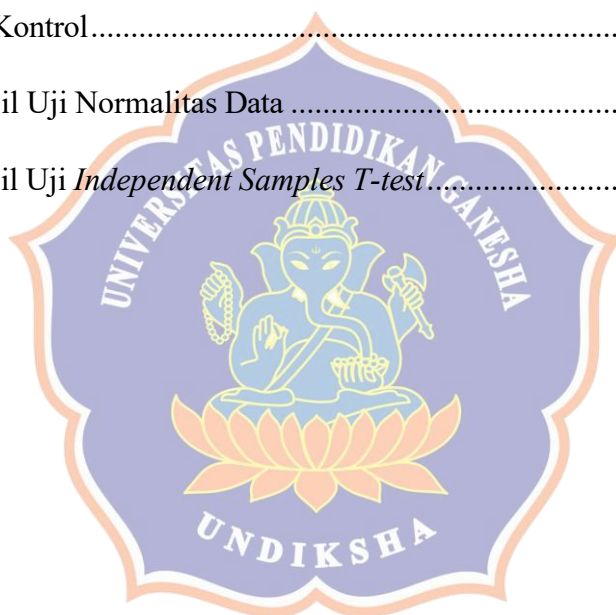 Kontrol.....................................................................
il Uji Normalitas Data ..........................................
il Uji Independent Samples T-test........................
UNIVERSITAS PENDIDIKAN GANESHA
UNDIKSHA